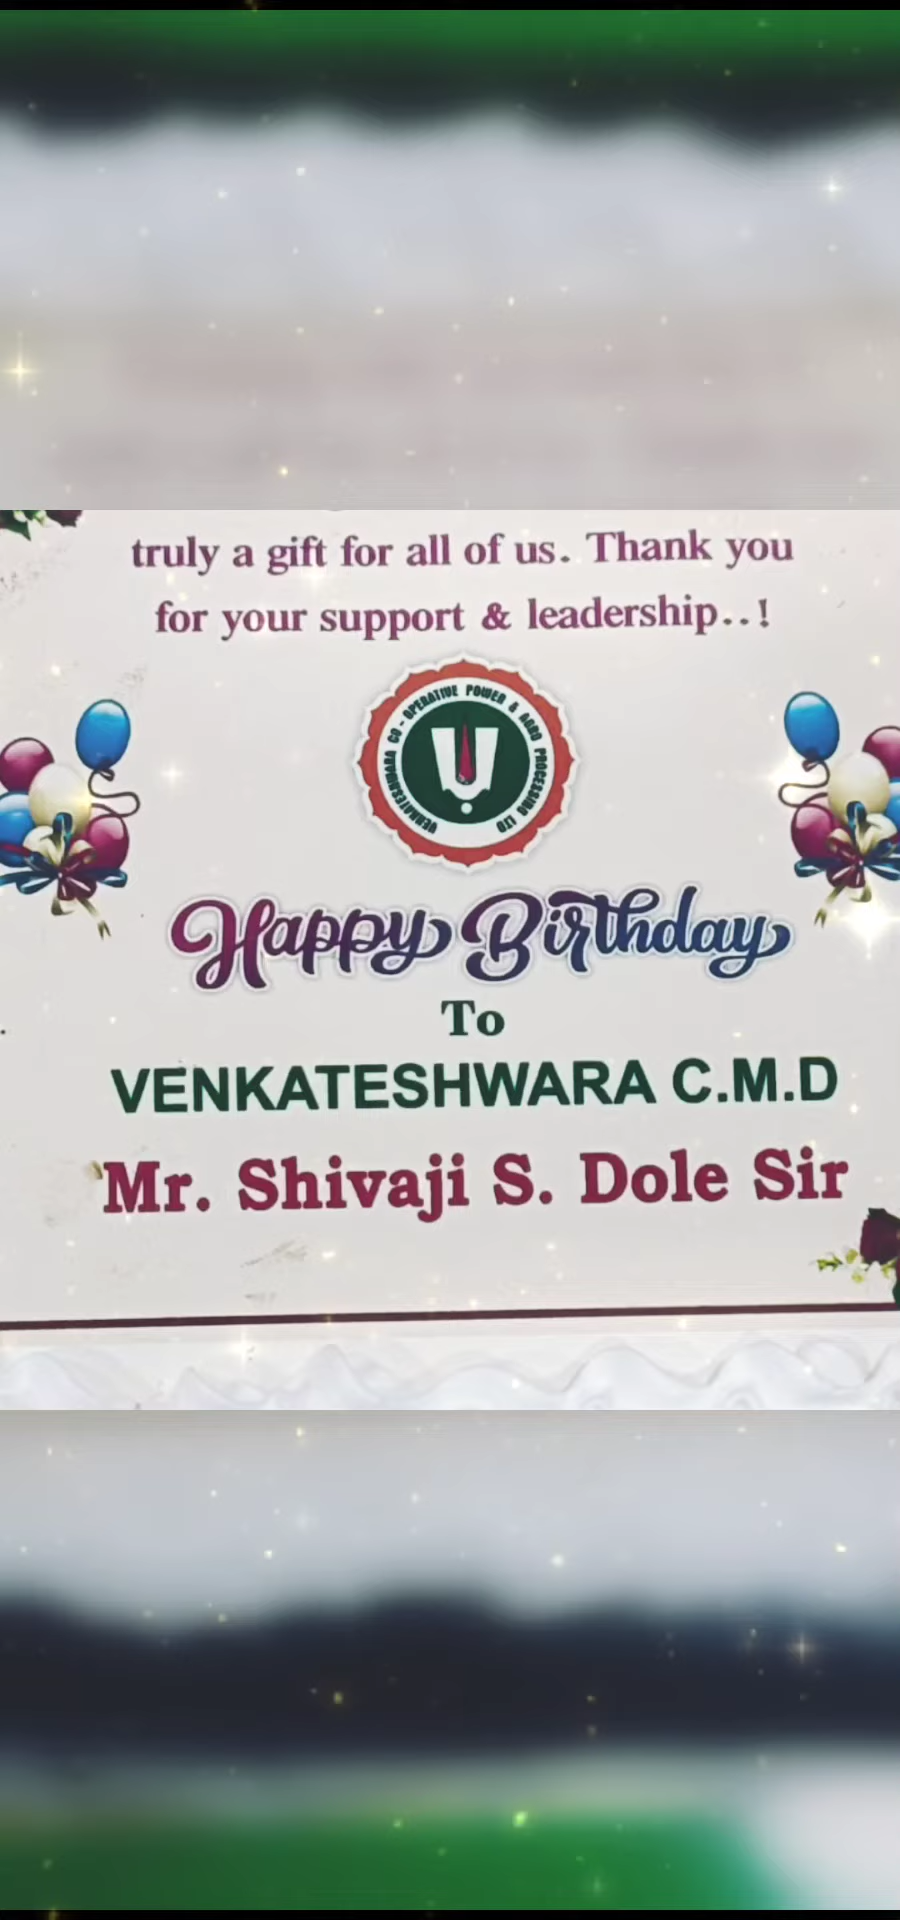 truly a gift for all of us. Thank you
for your support & leadership..!
VENKATESHWARA CO-OPERATIVE POWER & AGRO PROCESSING LTD
Happy Birthday
To
VENKATESHWARA C.M.D
Mr. Shivaji S. Dole Sir